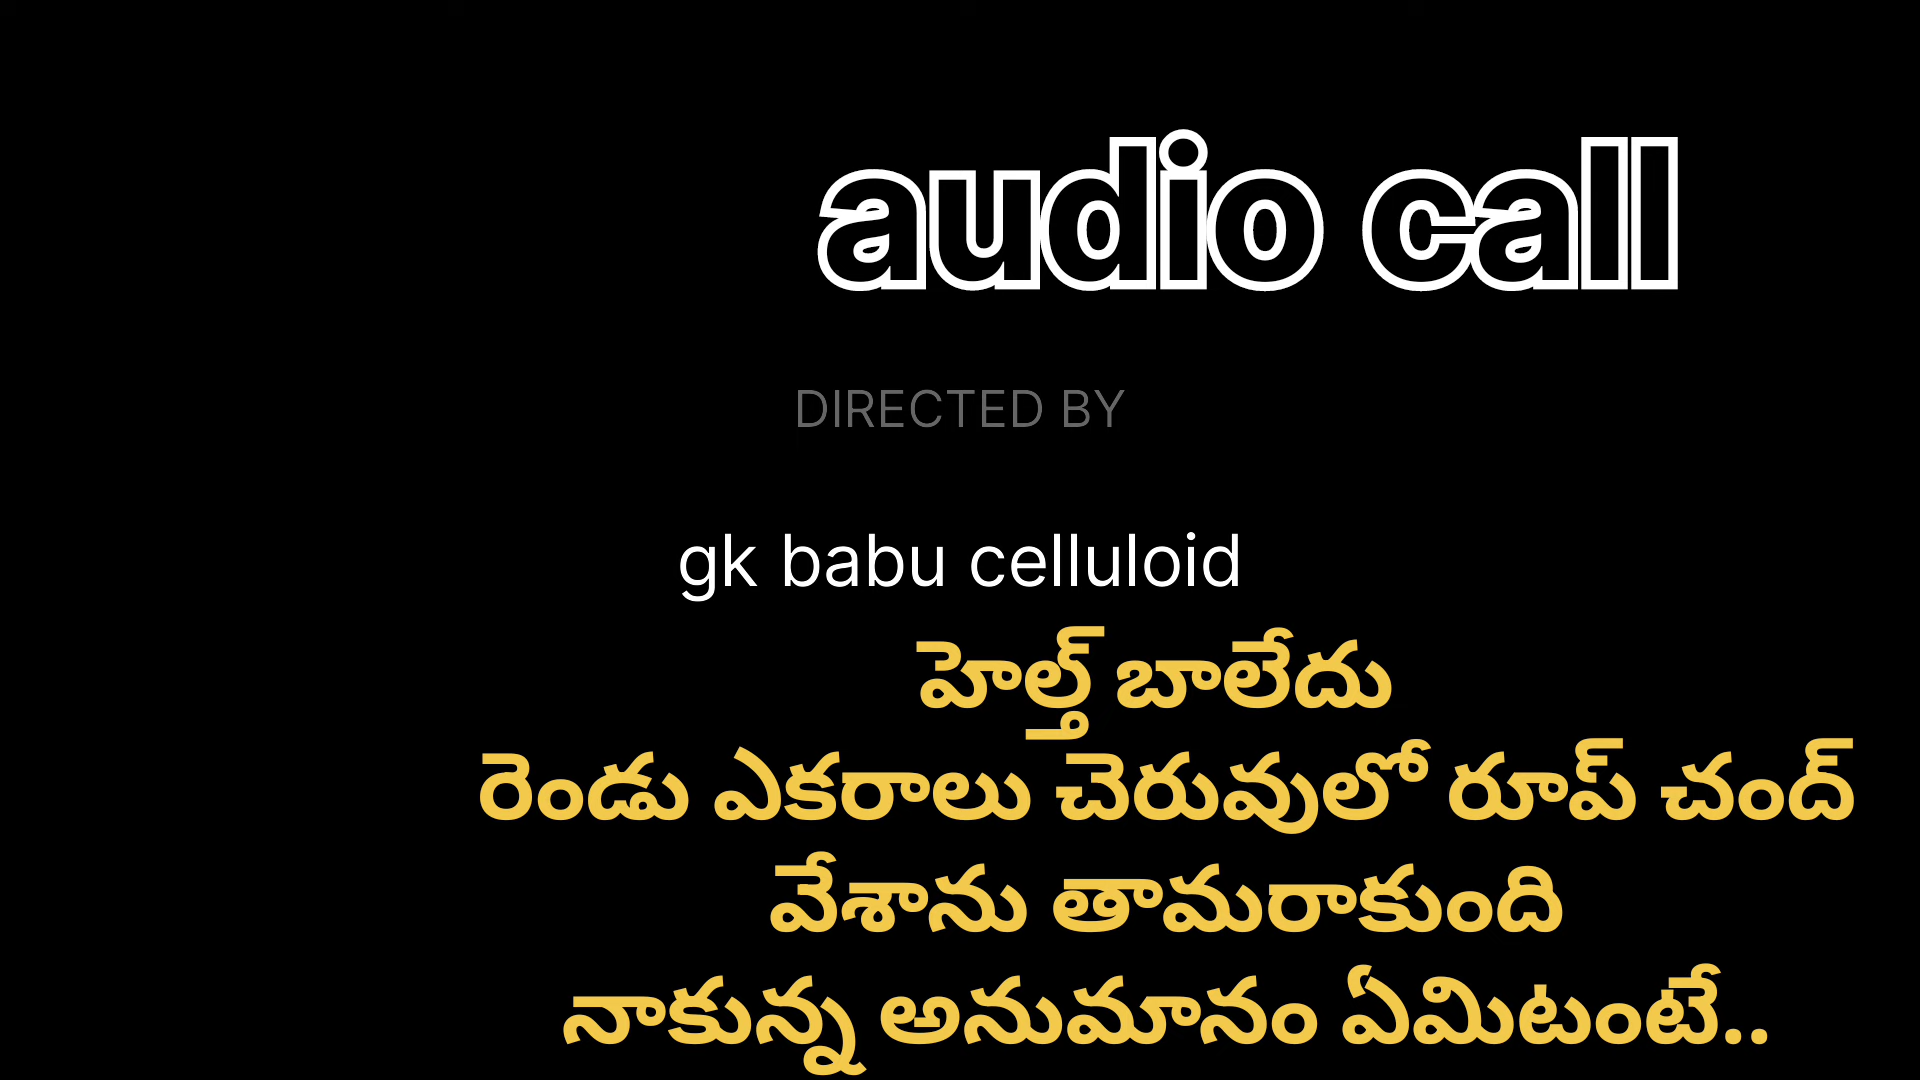 audio call
DIRECTED BY
gk babu celluloid
హెల్త్ బాలేదు
రెండు ఎకరాలు చెరువులో రూప్ చంద్
వేశాను తామరాకుంది
నాకున్న అనుమానం ఏమిటంటే..